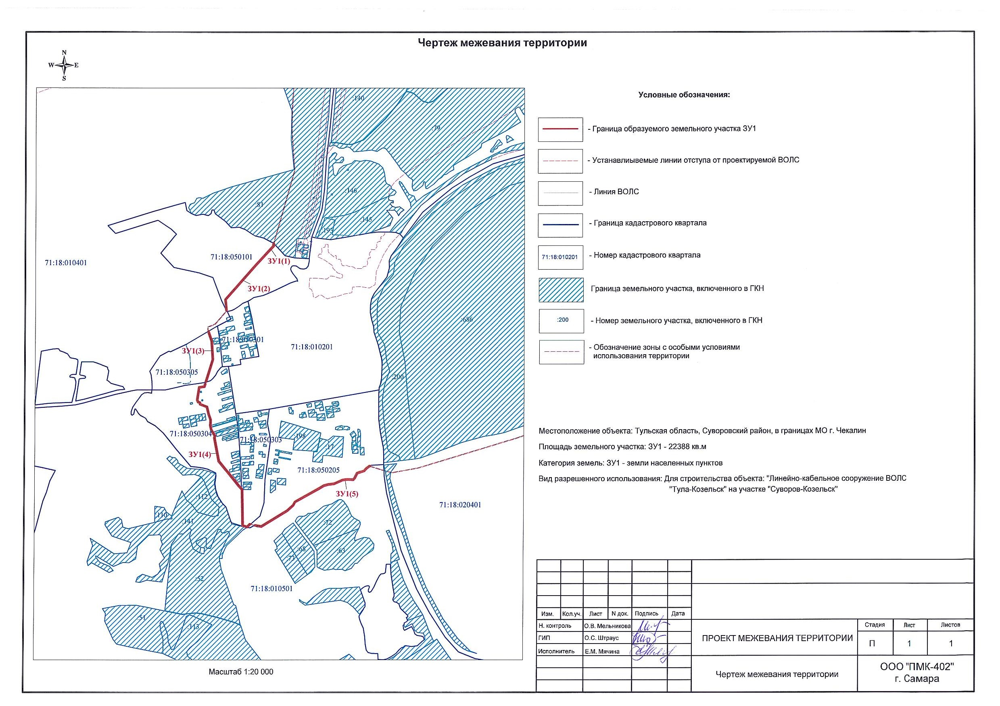 Чертеж межевания территории
N
W E
S
:140
:79
:146
:81
:145
:193
71:18:050101
71:18:010401
ЗУ1(1)
ЗУ1(2)
:686
71:18:050301
71:18:010201
ЗУ1(3)
71:18:050305
:200
71:18:050304
:198
71:18:050303
:17
ЗУ1(4)
71:18:050205
ЗУ1(5)
:112
71:18:020401
:110
:141
:72
:68
:63
:73
:52
71:18:010501
:51
:113
Масштаб 1:20 000
Условные обозначения:
- Граница образуемого земельного участка ЗУ1
- Устанавлиывемые линии отступа от проектируемой ВОЛС
- Линия ВОЛС
- Граница кадастрового квартала
71:18:010201 - Номер кадастрового квартала
Граница земельного участка, включенного в ГКН
:200 - Номер земельного участка, включенного в ГКН
- Обозначение зоны с особыми условиями
использования территории
Местоположение объекта: Тульская область, Суворовский район, в границах МО г. Чекалин
Площадь земельного участка: ЗУ1 - 22388 кв.м
Категория земель: ЗУ1 - земли населенных пунктов
Вид разрешенного использования: Для строительства объекта: "Линейно-кабельное сооружение ВОЛС
"Тула-Козельск" на участке "Суворов-Козельск"
Изм. Кол.уч. Лист N док. Подпись Дата
Н. контроль О.В. Мельникова
ГИП О.С. Штраус
Исполнитель Е.М. Мячина
ПРОЕКТ МЕЖЕВАНИЯ ТЕРРИТОРИИ
Стадия Лист Листов
П 1 1
Чертеж межевания территории
ООО "ПМК-402"
г. Самара